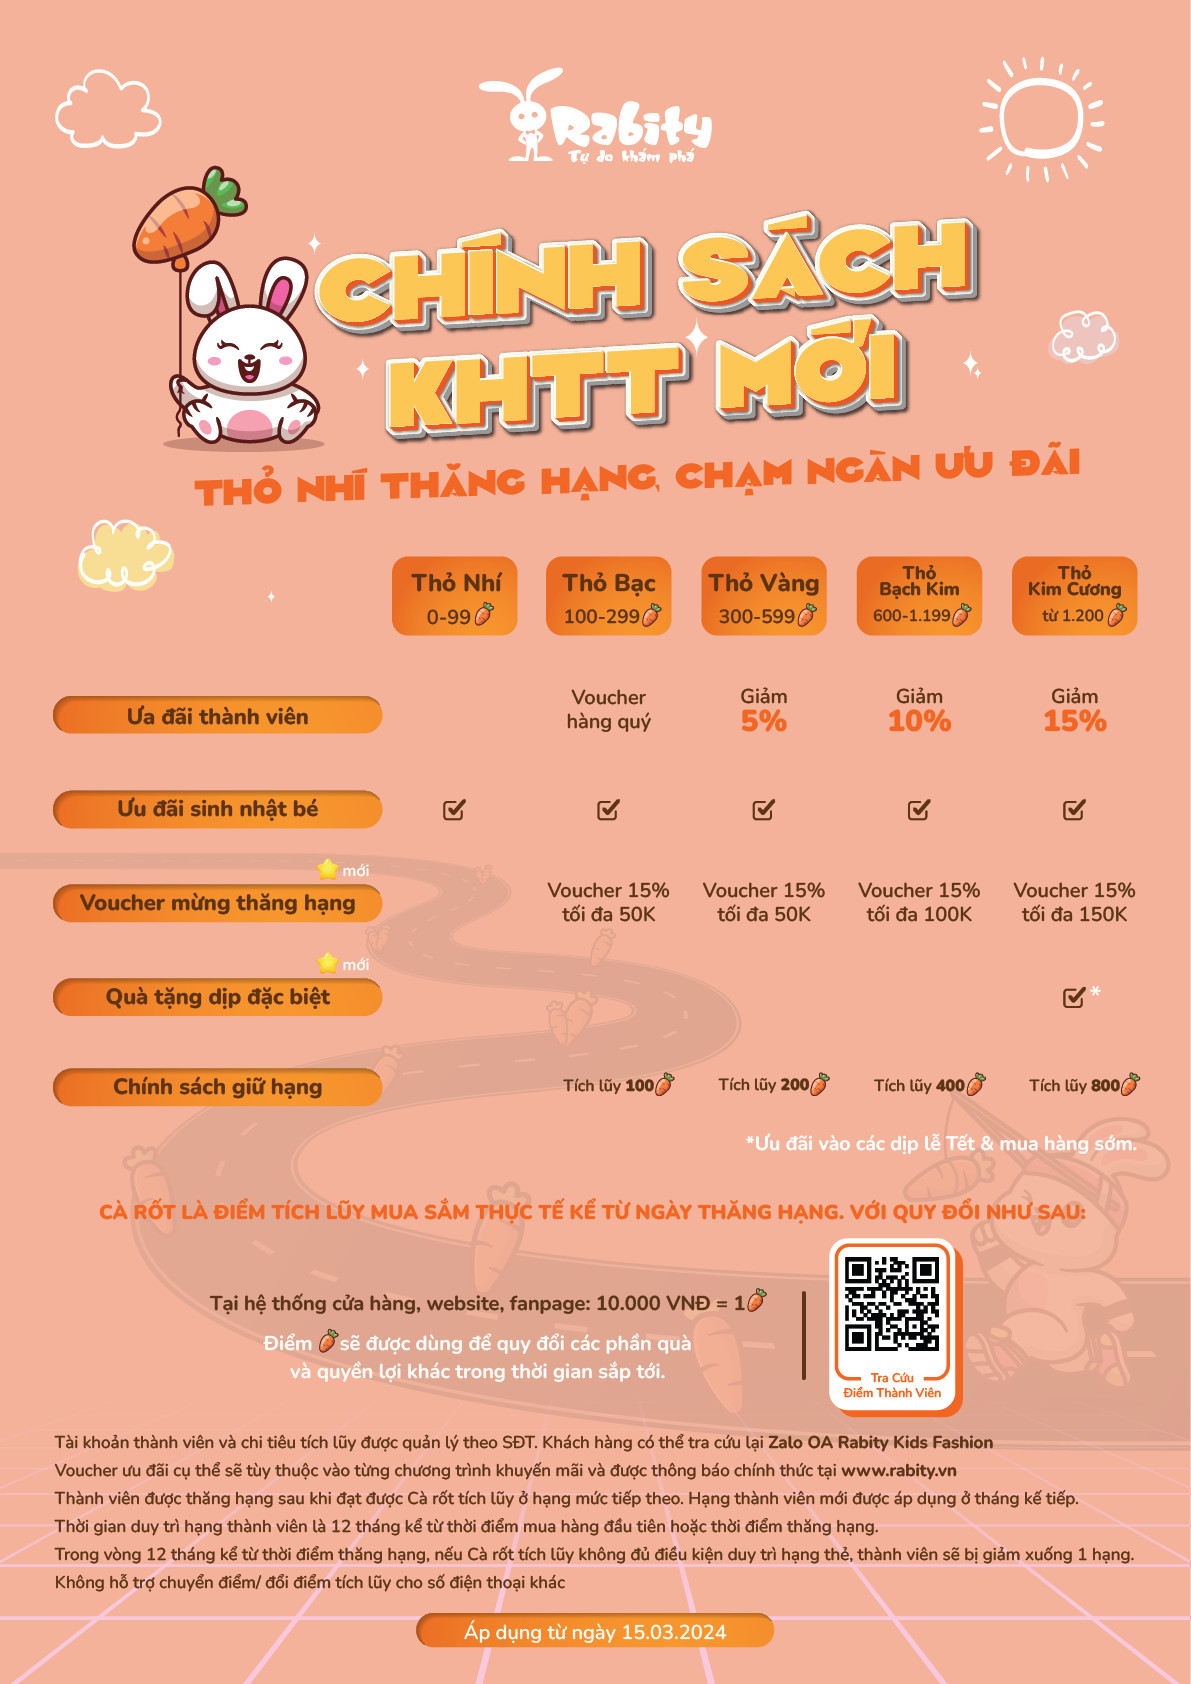 Rabity
Tự do khám phá
CHÍNH SÁCH
KHTT MỚI
THỎ NHÍ THĂNG HẠNG, CHẠM NGÀN ƯU ĐÃI
Thỏ Nhí
0-99
Thỏ Bạc
100-299
Thỏ Vàng
300-599
Thỏ
Bạch Kim
600-1.199
Thỏ
Kim Cương
từ 1.200
Ưa đãi thành viên
Voucher
hàng quý
Giảm
5%
Giảm
10%
Giảm
15%
Ưu đãi sinh nhật bé
mới
Voucher mừng thăng hạng
Voucher 15%
tối đa 50K
Voucher 15%
tối đa 50K
Voucher 15%
tối đa 100K
Voucher 15%
tối đa 150K
mới
Quà tặng dịp đặc biệt
*
Chính sách giữ hạng
Tích lũy 100
Tích lũy 200
Tích lũy 400
Tích lũy 800
*Ưu đãi vào các dịp lễ Tết & mua hàng sớm.
CÀ RỐT LÀ ĐIỂM TÍCH LŨY MUA SẮM THỰC TẾ KỂ TỪ NGÀY THĂNG HẠNG. VỚI QUY ĐỔI NHƯ SAU:
Tại hệ thống cửa hàng, website, fanpage: 10.000 VNĐ = 1
Điểm sẽ được dùng để quy đổi các phần quà
và quyền lợi khác trong thời gian sắp tới.
Tra Cứu
Điểm Thành Viên
Tài khoản thành viên và chi tiêu tích lũy được quản lý theo SĐT. Khách hàng có thể tra cứu lại Zalo OA Rabity Kids Fashion
Voucher ưu đãi cụ thể sẽ tùy thuộc vào từng chương trình khuyến mãi và được thông báo chính thức tại www.rabity.vn
Thành viên được thăng hạng sau khi đạt được Cà rốt tích lũy ở hạng mức tiếp theo. Hạng thành viên mới được áp dụng ở tháng kế tiếp.
Thời gian duy trì hạng thành viên là 12 tháng kể từ thời điểm mua hàng đầu tiên hoặc thời điểm thăng hạng.
Trong vòng 12 tháng kể từ thời điểm thăng hạng, nếu Cà rốt tích lũy không đủ điều kiện duy trì hạng thẻ, thành viên sẽ bị giảm xuống 1 hạng.
Không hỗ trợ chuyển điểm/ đổi điểm tích lũy cho số điện thoại khác
Áp dụng từ ngày 15.03.2024